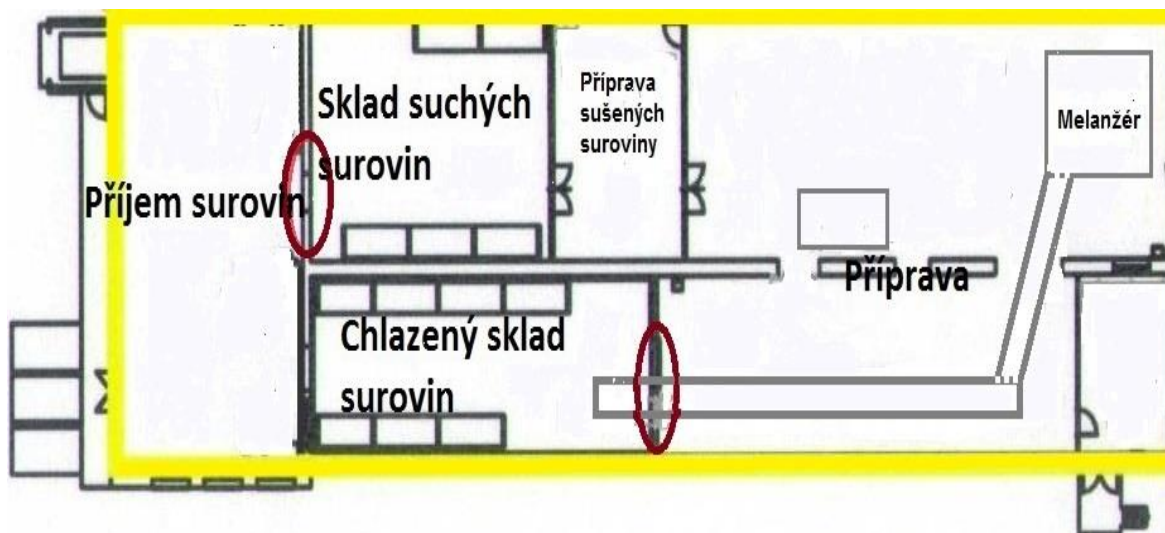 Sklad suchých
surovin
Příprava
sušených
suroviny
Melanžér
Příjem surovin
Příprava
Chlazený sklad
surovin